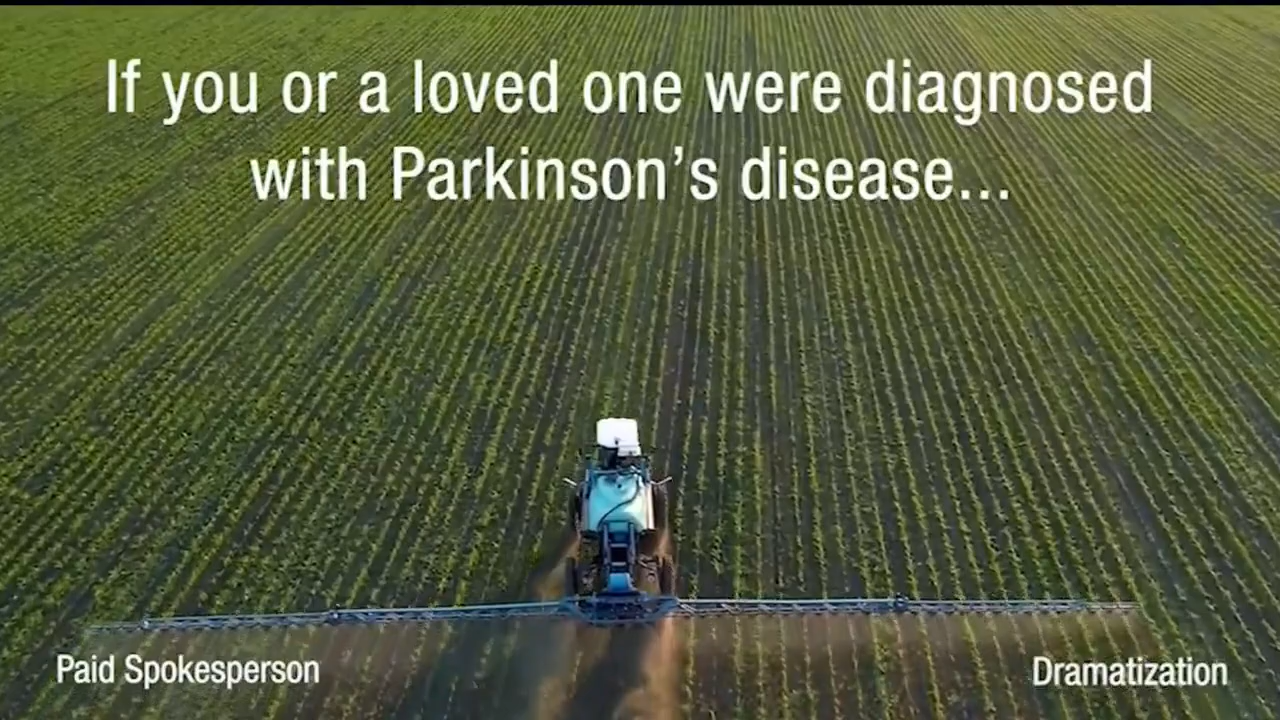 If you or a loved one were diagnosed
with Parkinson’s disease...
Paid Spokesperson
Dramatization